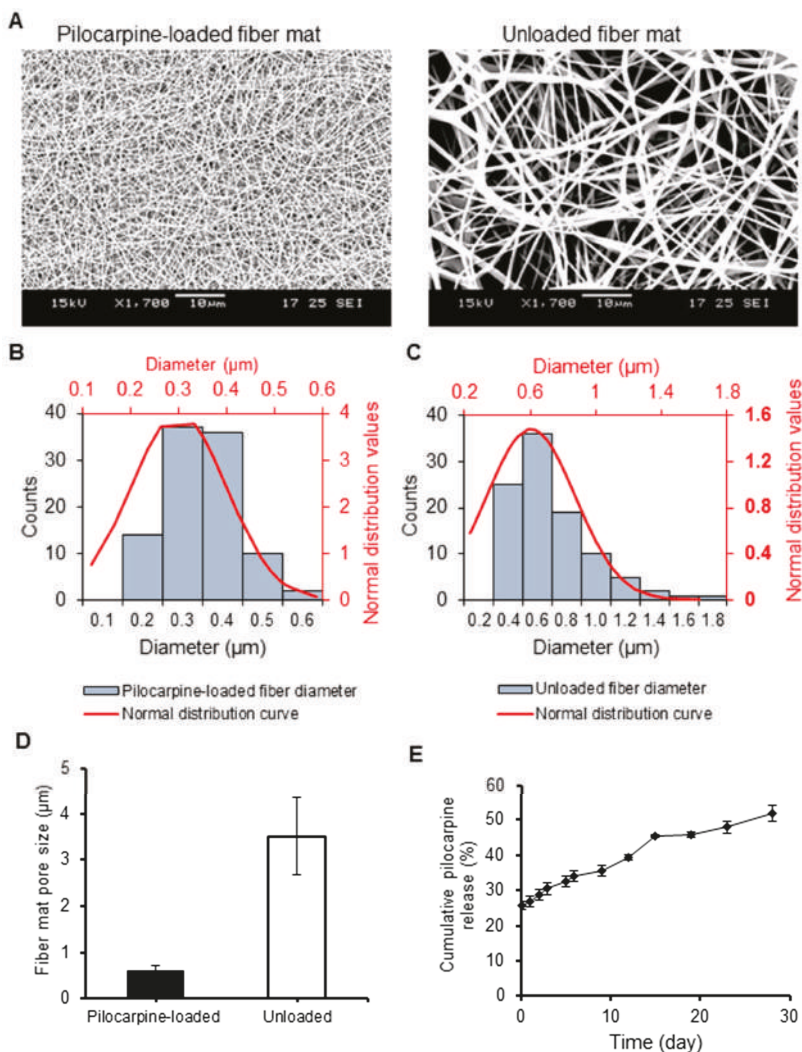 A
Pilocarpine-loaded fiber mat
Unloaded fiber mat
15kV X1,700 10µm 17 25 SEI
15kV X1,700 10µm 17 25 SEI
B
Diameter (µm)
0.1 0.2 0.3 0.4 0.5 0.6
40
30
20
10
0
Counts
4
3
2
1
0
Normal distribution values
0.1 0.2 0.3 0.4 0.5 0.6
Diameter (µm)
Pilocarpine-loaded fiber diameter
Normal distribution curve
C
Diameter (µm)
0.2 0.6 1 1.4 1.8
40
30
20
10
0
Counts
1.6
1.2
0.8
0.4
0
Normal distribution values
0.2 0.4 0.6 0.8 1.0 1.2 1.4 1.6 1.8
Diameter (µm)
Unloaded fiber diameter
Normal distribution curve
D
5
4
3
2
1
0
Fiber mat pore size (µm)
Pilocarpine-loaded
Unloaded
E
60
50
40
30
20
10
0
Cumulative pilocarpine
release (%)
0 10 20 30
Time (day)